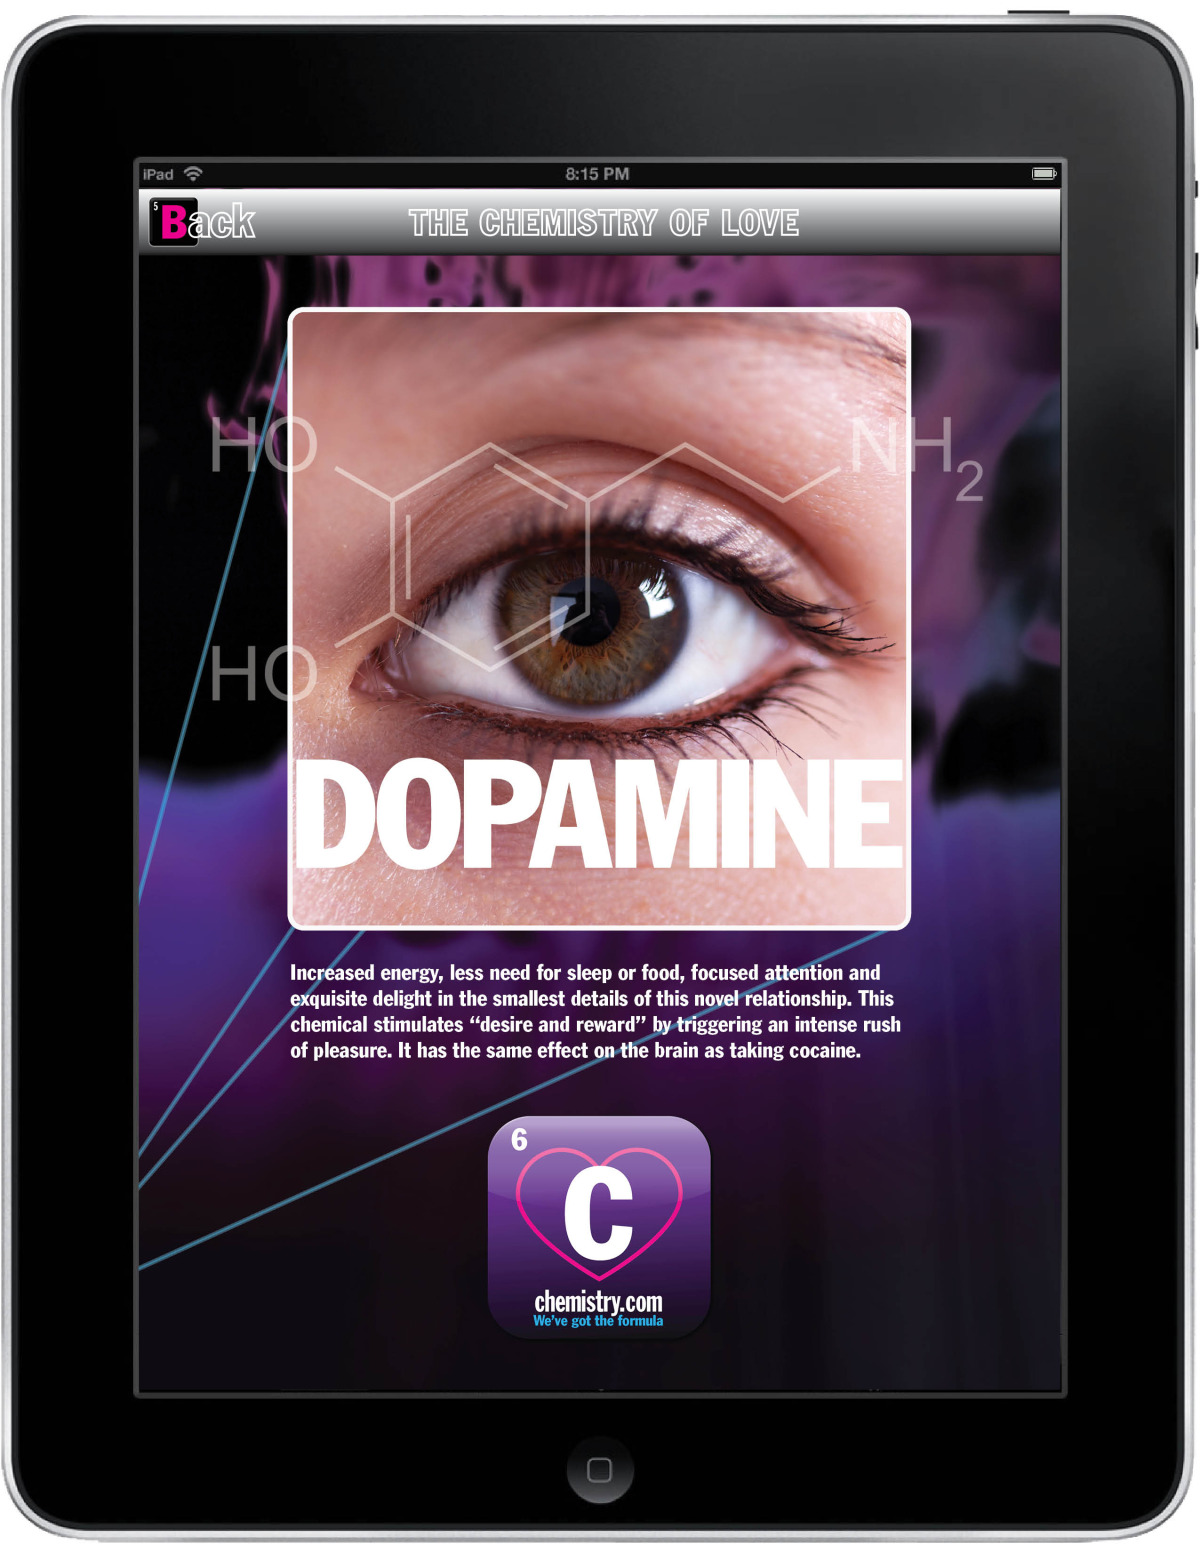 iPad 8:15 PM
5
Back THE CHEMISTRY OF LOVE
HO NH2
HO
DOPAMINE
Increased energy, less need for sleep or food, focused attention and
exquisite delight in the smallest details of this novel relationship. This
chemical stimulates “desire and reward” by triggering an intense rush
of pleasure. It has the same effect on the brain as taking cocaine.
6
C
chemistry.com
We've got the formula